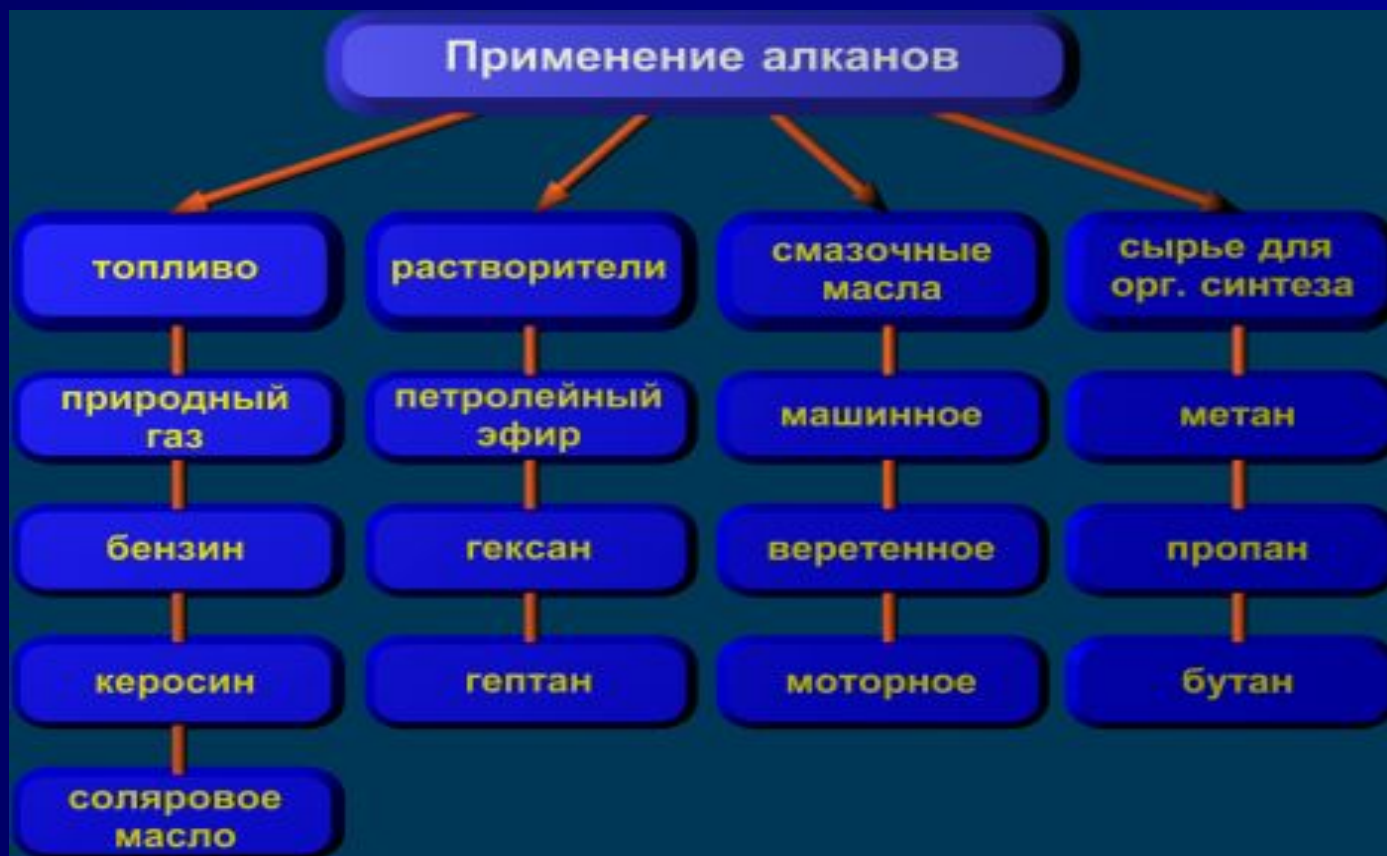 Применение алканов
топливо
природный
газ
бензин
керосин
соляровое
масло
растворители
петролейный
эфир
гексан
гептан
смазочные
масла
машинное
веретенное
моторное
сырье для
орг. синтеза
метан
пропан
бутан